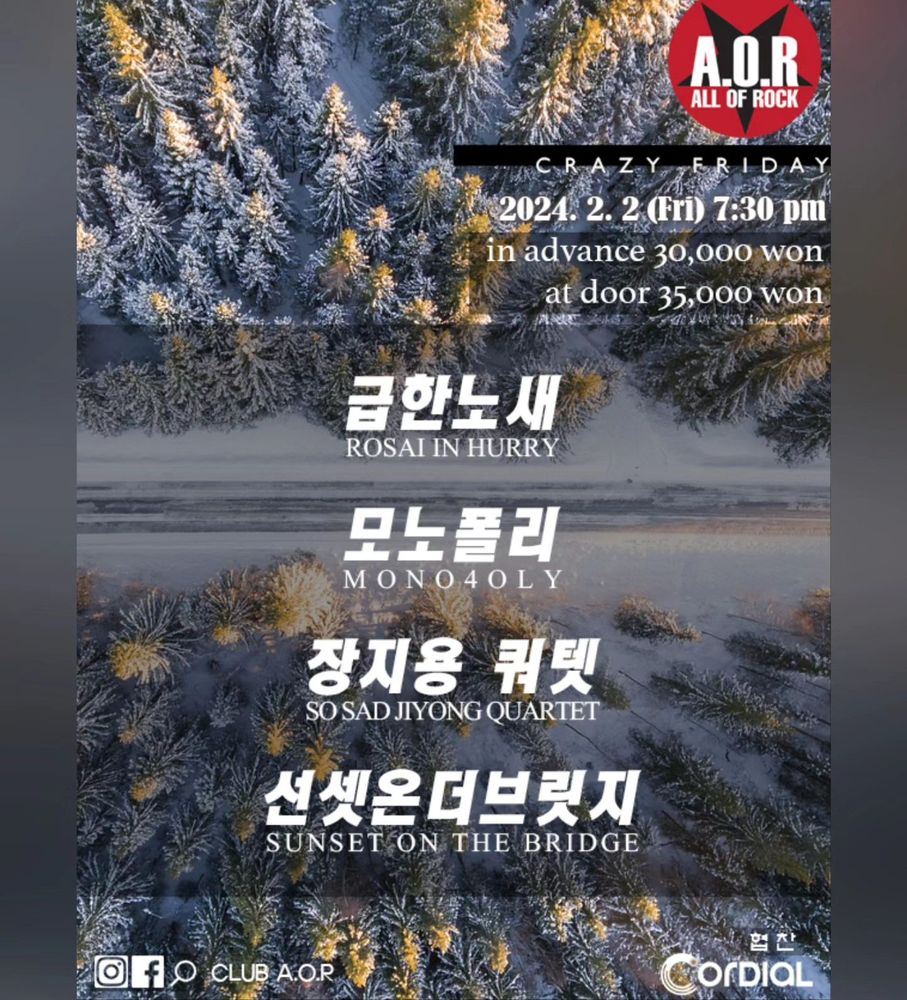 A.O.R
ALL OF ROCK
CRAZY FRIDAY
2024. 2. 2 (Fri) 7:30 pm
in advance 30,000 won
at door 35,000 won
급한노새
ROSAI IN HURRY
모노폴리
MONO4OLY
장지용 쿼텟
SO SAD JIYONG QUARTET
선셋온더브릿지
SUNSET ON THE BRIDGE
CLUB A.O.R
협찬
CORDIAL